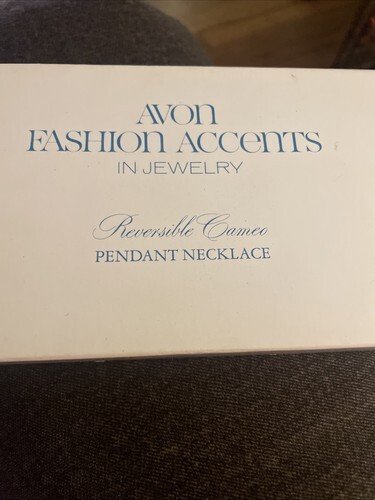 AVON
FASHION ACCENTS
IN JEWELRY
Reversible Cameo
PENDANT NECKLACE